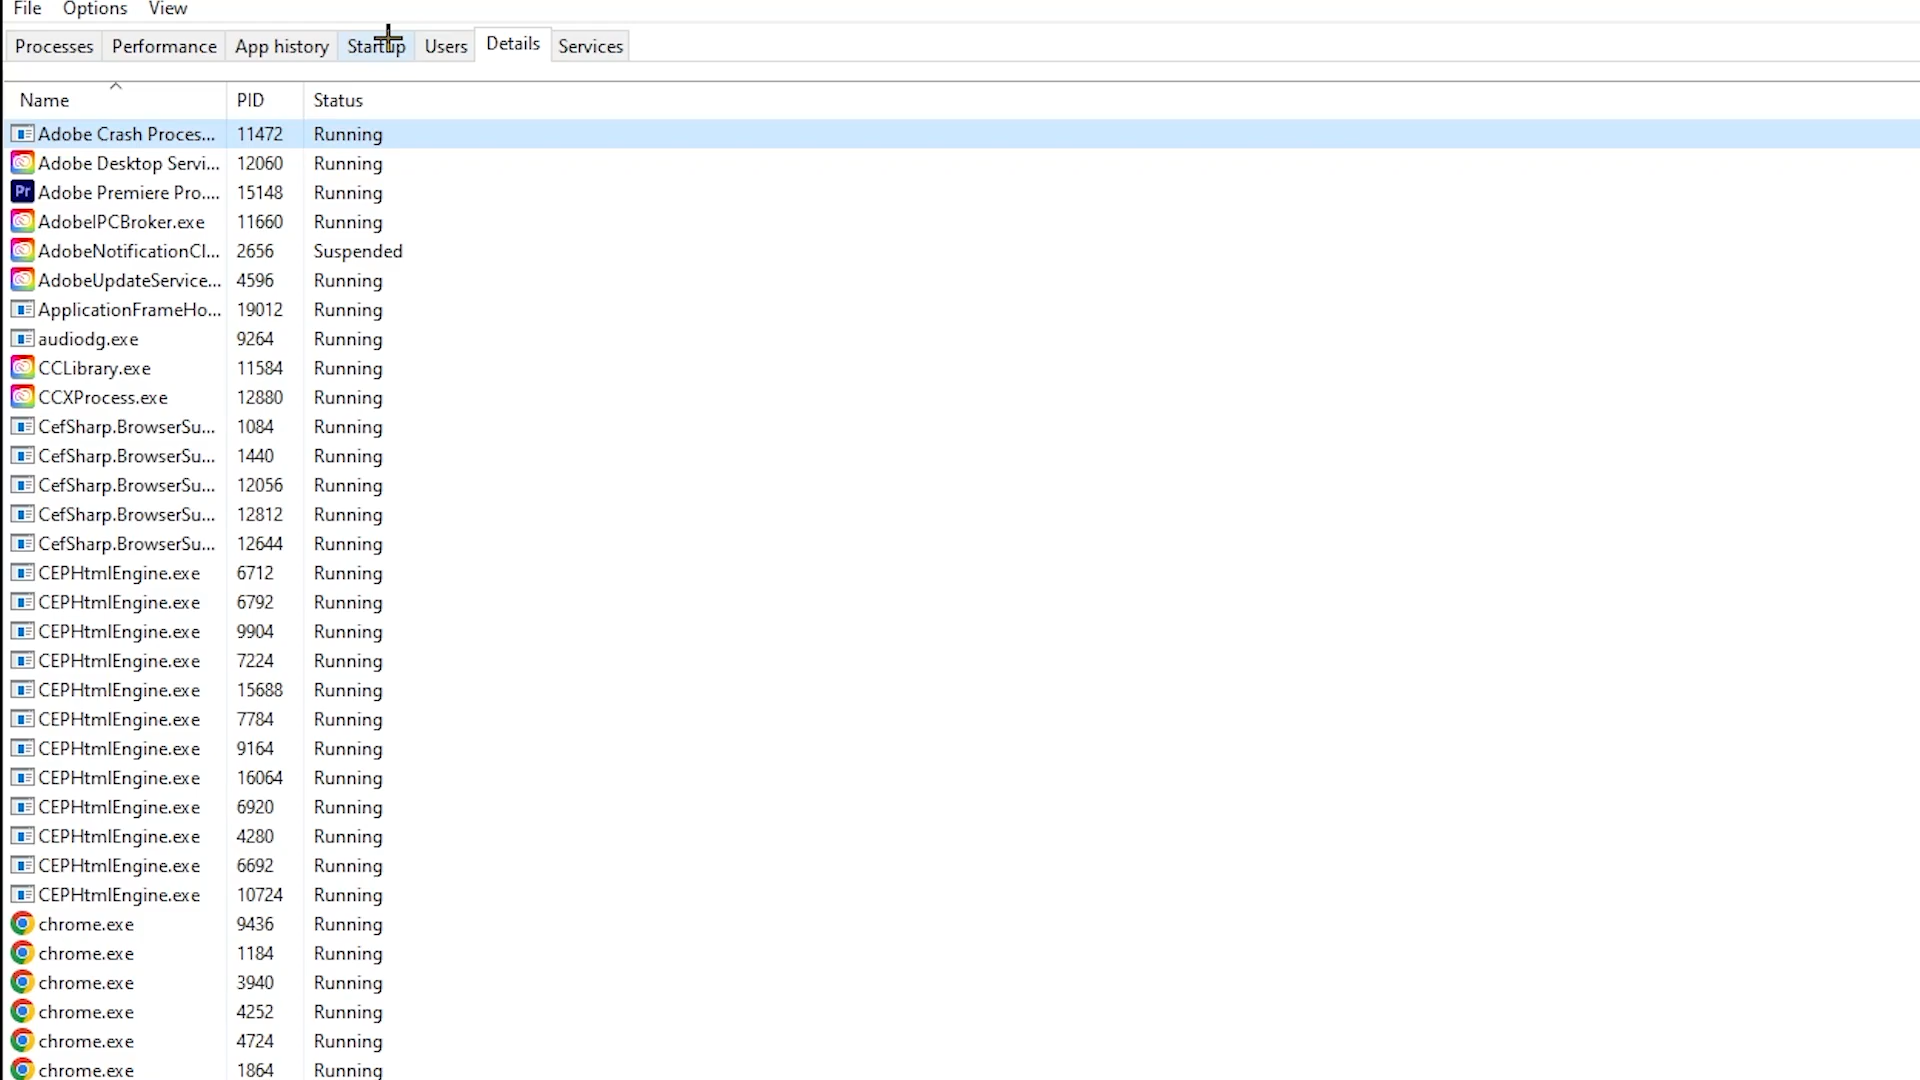 File Options View
Processes Performance App history Startup Users Details Services
Name PID Status
Adobe Crash Proces... 11472 Running
Adobe Desktop Servi... 12060 Running
Pr Adobe Premiere Pro.... 15148 Running
AdobeIPCBroker.exe 11660 Running
AdobeNotificationCl... 2656 Suspended
AdobeUpdateService... 4596 Running
ApplicationFrameHo... 19012 Running
audiodg.exe 9264 Running
CCLibrary.exe 11584 Running
CCXProcess.exe 12880 Running
CefSharp.BrowserSu... 1084 Running
CefSharp.BrowserSu... 1440 Running
CefSharp.BrowserSu... 12056 Running
CefSharp.BrowserSu... 12812 Running
CefSharp.BrowserSu... 12644 Running
CEPHtmlEngine.exe 6712 Running
CEPHtmlEngine.exe 6792 Running
CEPHtmlEngine.exe 9904 Running
CEPHtmlEngine.exe 7224 Running
CEPHtmlEngine.exe 15688 Running
CEPHtmlEngine.exe 7784 Running
CEPHtmlEngine.exe 9164 Running
CEPHtmlEngine.exe 16064 Running
CEPHtmlEngine.exe 6920 Running
CEPHtmlEngine.exe 4280 Running
CEPHtmlEngine.exe 6692 Running
CEPHtmlEngine.exe 10724 Running
chrome.exe 9436 Running
chrome.exe 1184 Running
chrome.exe 3940 Running
chrome.exe 4252 Running
chrome.exe 4724 Running
chrome.exe 1864 Running